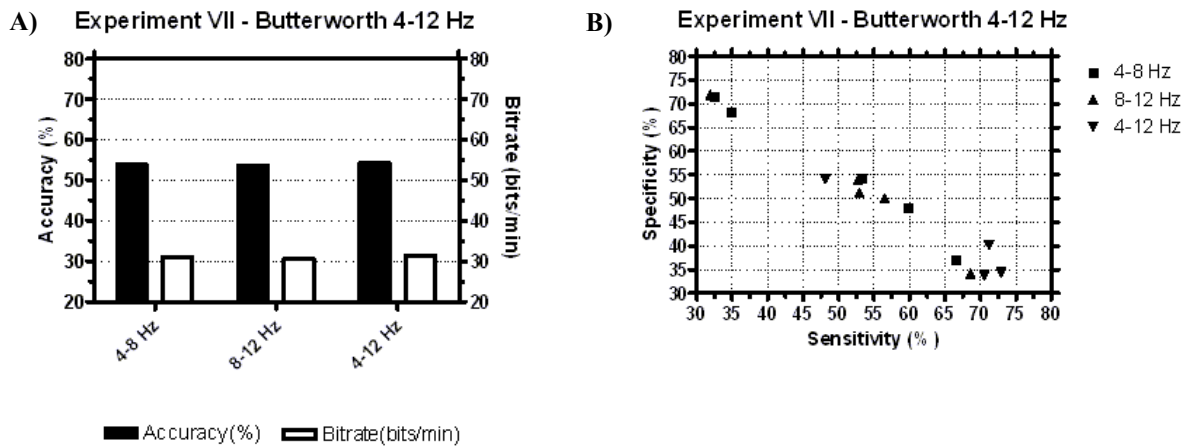 A)
Experiment VII - Butterworth 4-12 Hz
80
70
60
50
40
30
20
Accuracy (%)
80
70
60
50
40
30
20
Bitrate (bits/min)
4-8 Hz
8-12 Hz
4-12 Hz
Accuracy(%)
Bitrate(bits/min)
B)
Experiment VII - Butterworth 4-12 Hz
80
75
70
65
60
55
50
45
40
35
30
Specificity (%)
30 35 40 45 50 55 60 65 70 75 80
Sensitivity (%)
4-8 Hz
8-12 Hz
4-12 Hz